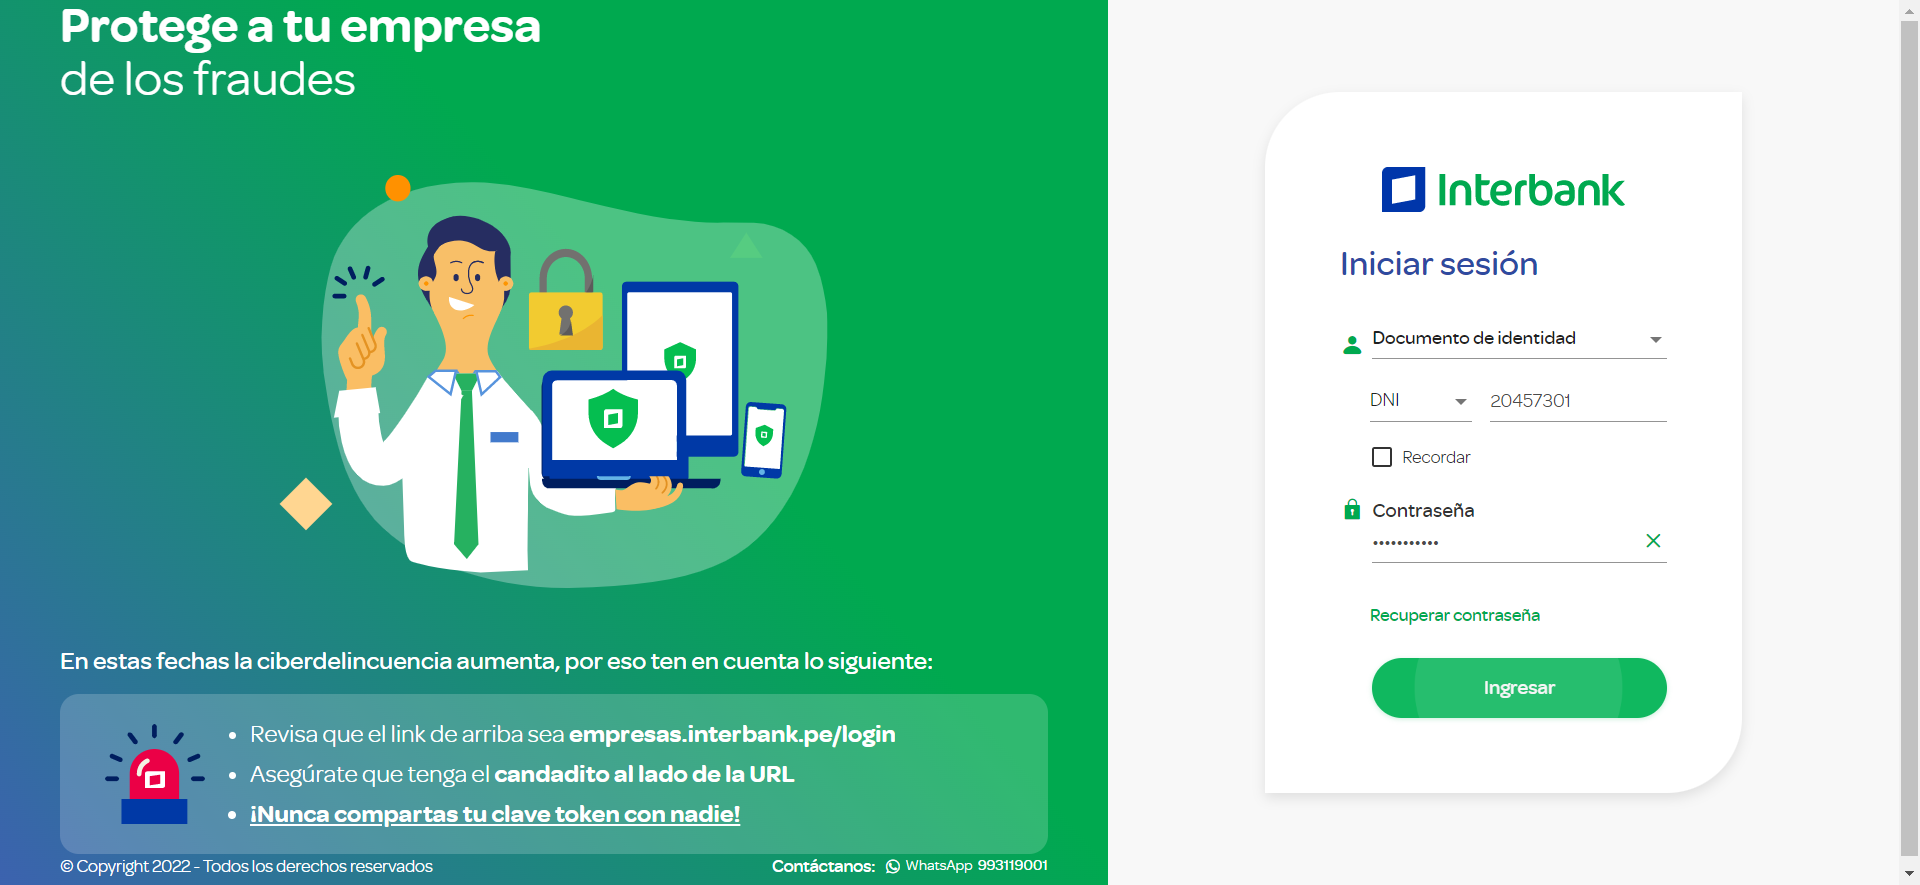 Protege a tu empresa
de los fraudes
En estas fechas la ciberdelincuencia aumenta, por eso ten en cuenta lo siguiente:
• Revisa que el link de arriba sea empresas.interbank.pe/login
• Asegúrate que tenga el candadito al lado de la URL
• ¡Nunca compartas tu clave token con nadie!
© Copyright 2022 - Todos los derechos reservados
Contáctanos: WhatsApp 993119001
Interbank
Iniciar sesión
Documento de identidad
DNI 20457301
Recordar
Contraseña
•••••••••••
Recuperar contraseña
Ingresar